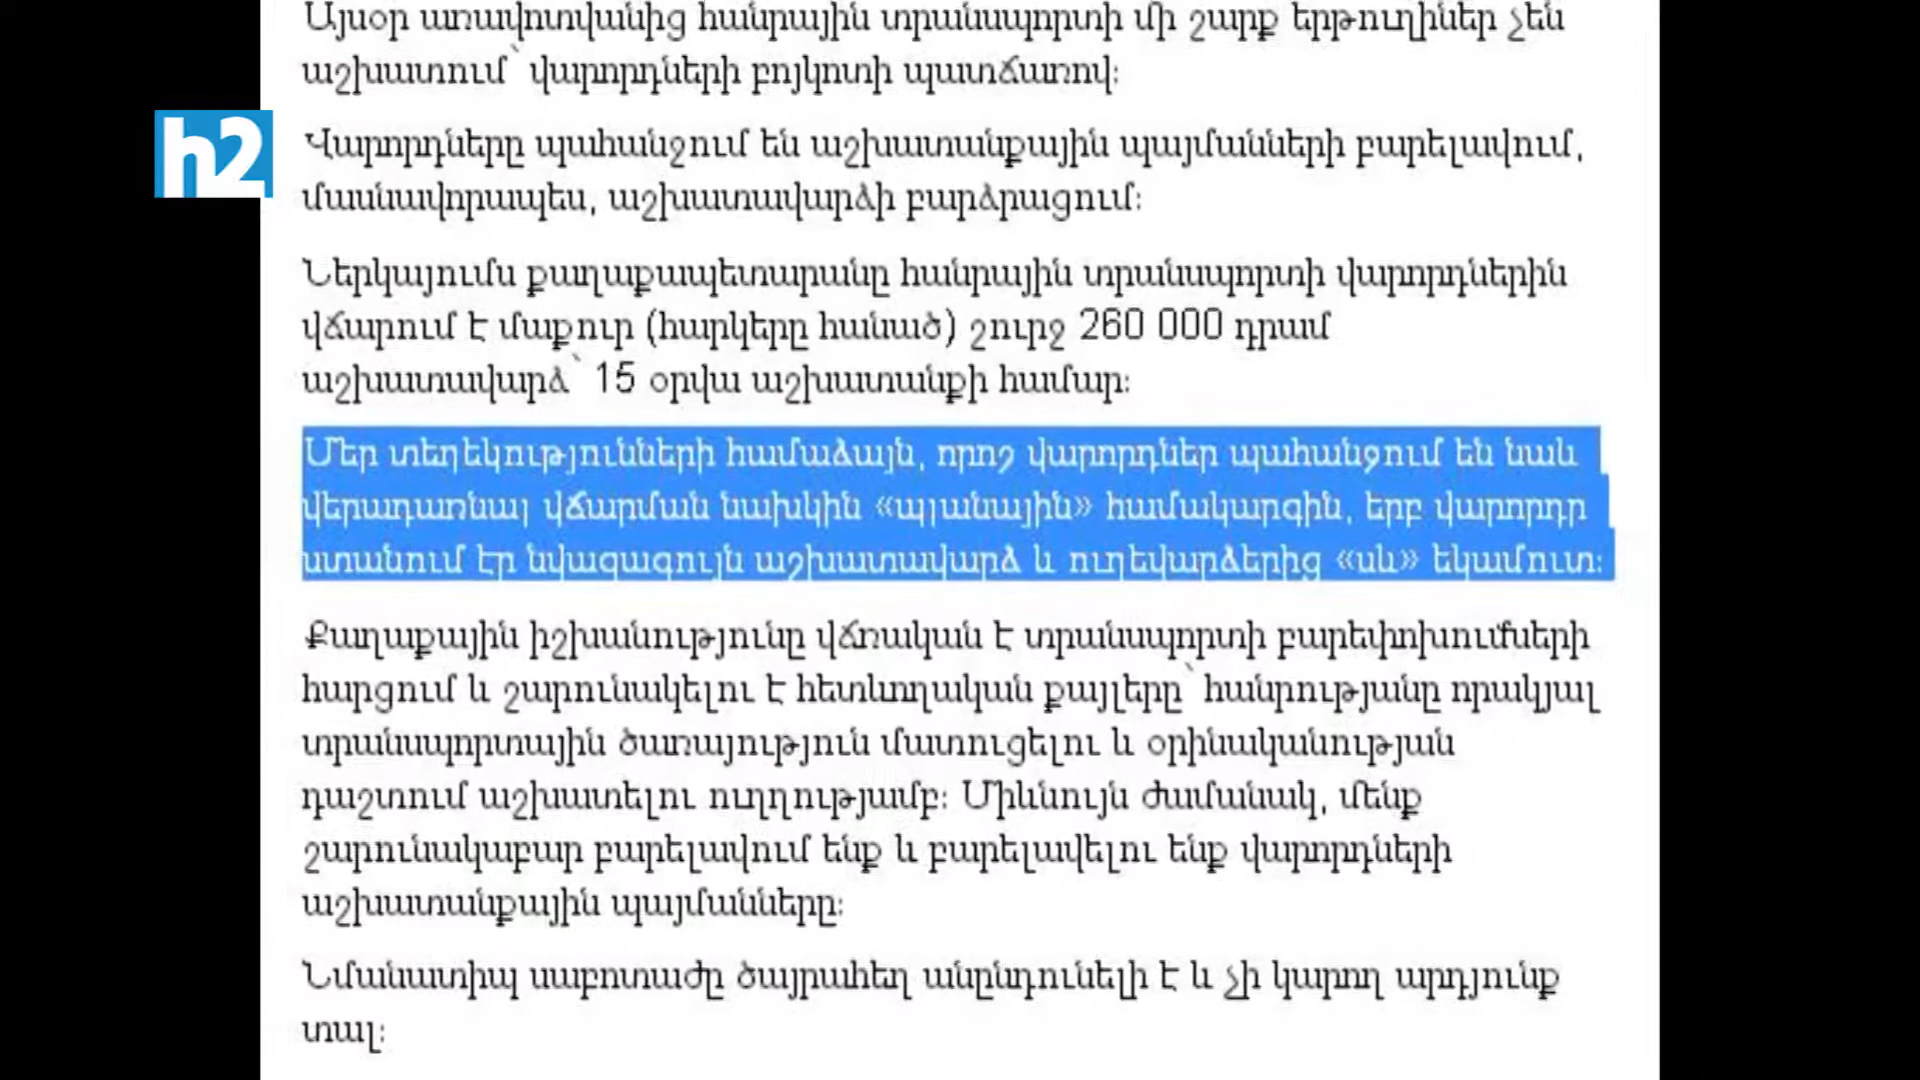 Այսօր առավոտվանից հանրային տրանսպորտի մի շարք երթուղիներ չեն
աշխատում՝ վարորդների բոյկոտի պատճառով։
h2
Վարորդները պահանջում են աշխատանքային պայմանների բարելավում,
մասնավորապես, աշխատավարձի բարձրացում։
Ներկայումս քաղաքապետարանը հանրային տրանսպորտի վարորդներին
վճարում է մաքուր (հարկերը հանած) շուրջ 260 000 դրամ
աշխատավարձ՝ 15 օրվա աշխատանքի համար։
Մեր տեղեկությունների համաձայն, որոշ վարորդներ պահանջում են նաև
վերադառնալ վճարման նախկին «պլանային» համակարգին, երբ վարորդը
ստանում էր նվազագույն աշխատավարձ և ուղեվարձերից «սև» եկամուտ։
Քաղաքային իշխանությունը վճռական է տրանսպորտի բարեփոխումների
հարցում և շարունակելու է հետևողական քայլերը՝ հանրությանը որակյալ
տրանսպորտային ծառայություն մատուցելու և օրինականության
դաշտում աշխատելու ուղղությամբ։ Միևնույն ժամանակ, մենք
շարունակաբար բարելավում ենք և բարելավելու ենք վարորդների
աշխատանքային պայմանները։
Նմանատիպ սաբոտաժը ծայրահեղ անընդունելի է և չի կարող արդյունք
տալ։